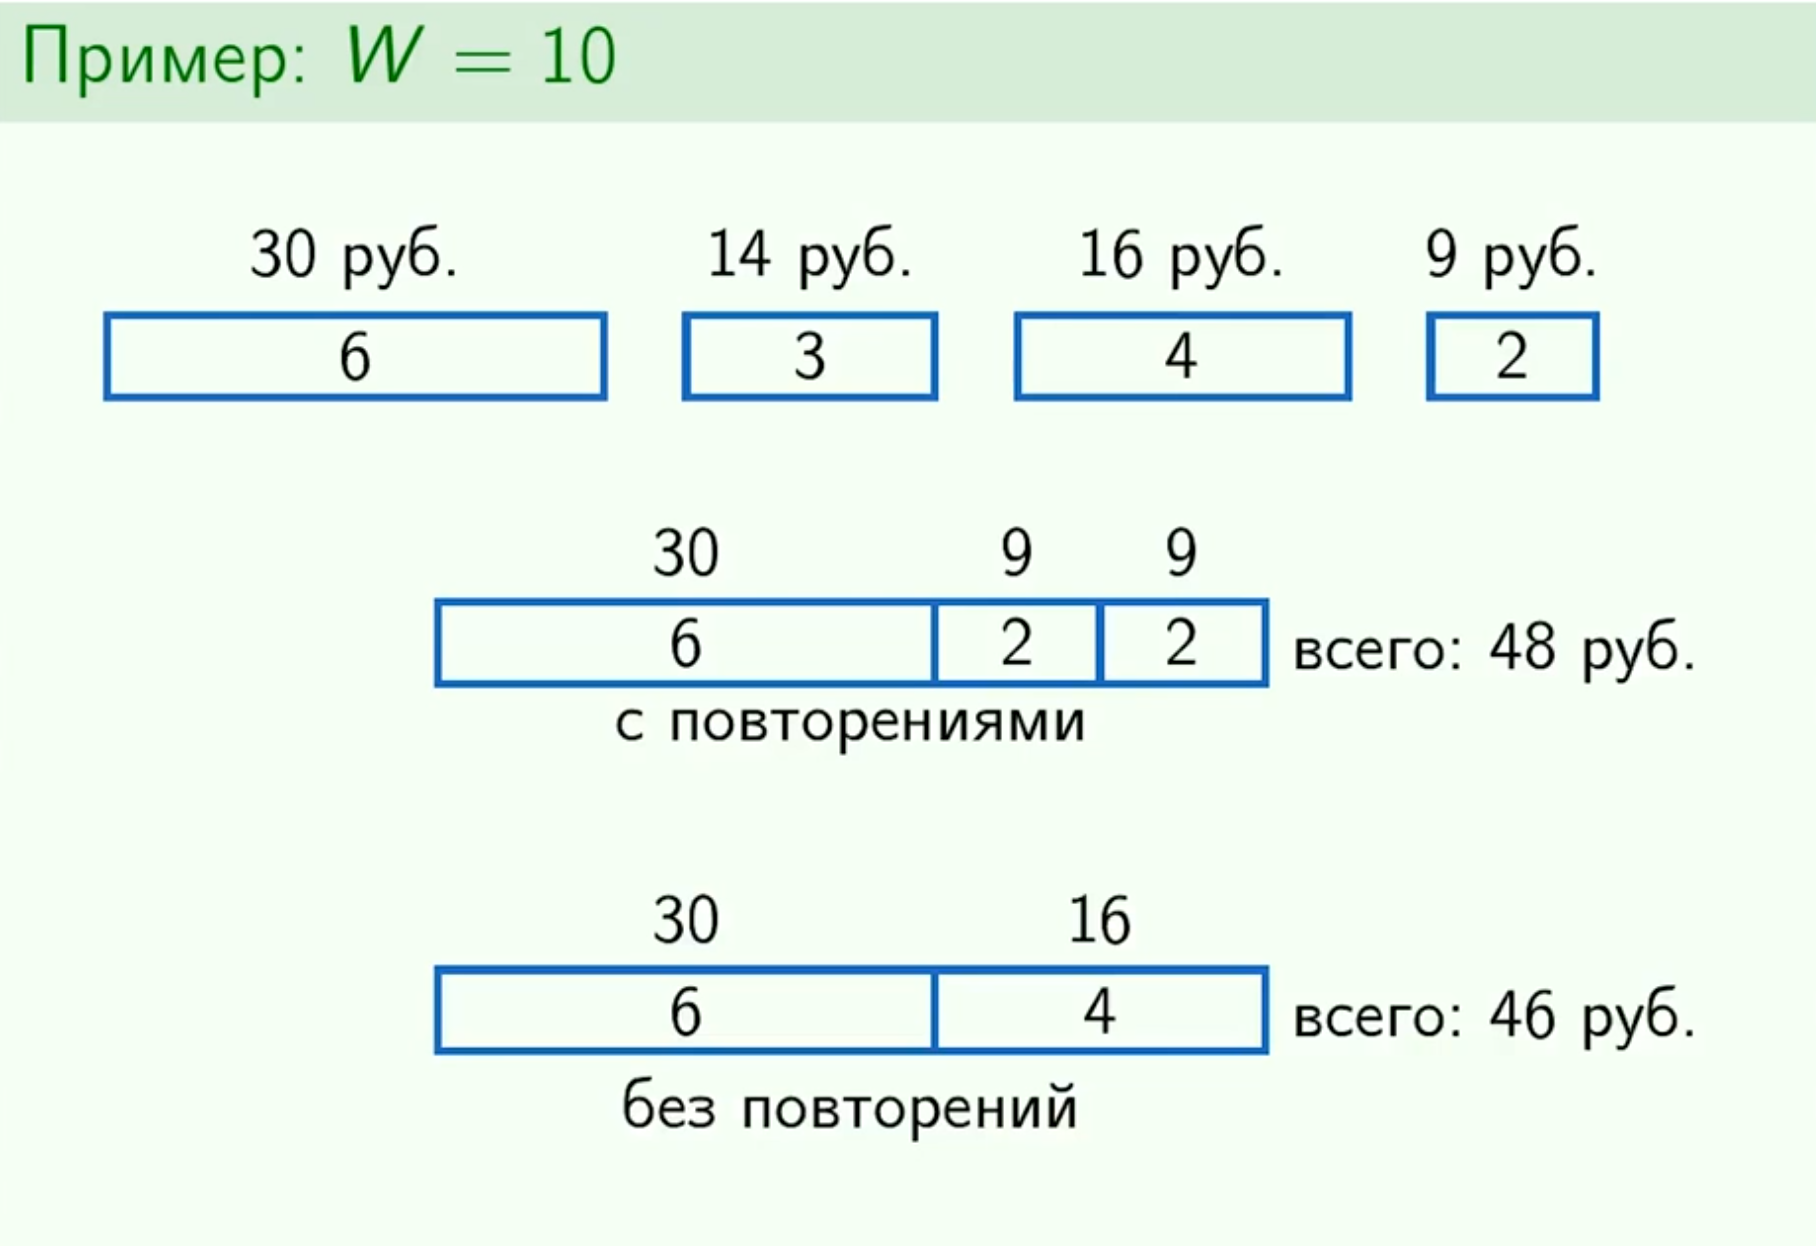 Пример: W = 10
30 руб. 14 руб. 16 руб. 9 руб.
6 3 4 2
30 9 9
6 2 2 всего: 48 руб.
с повторениями
30 16
6 4 всего: 46 руб.
без повторений